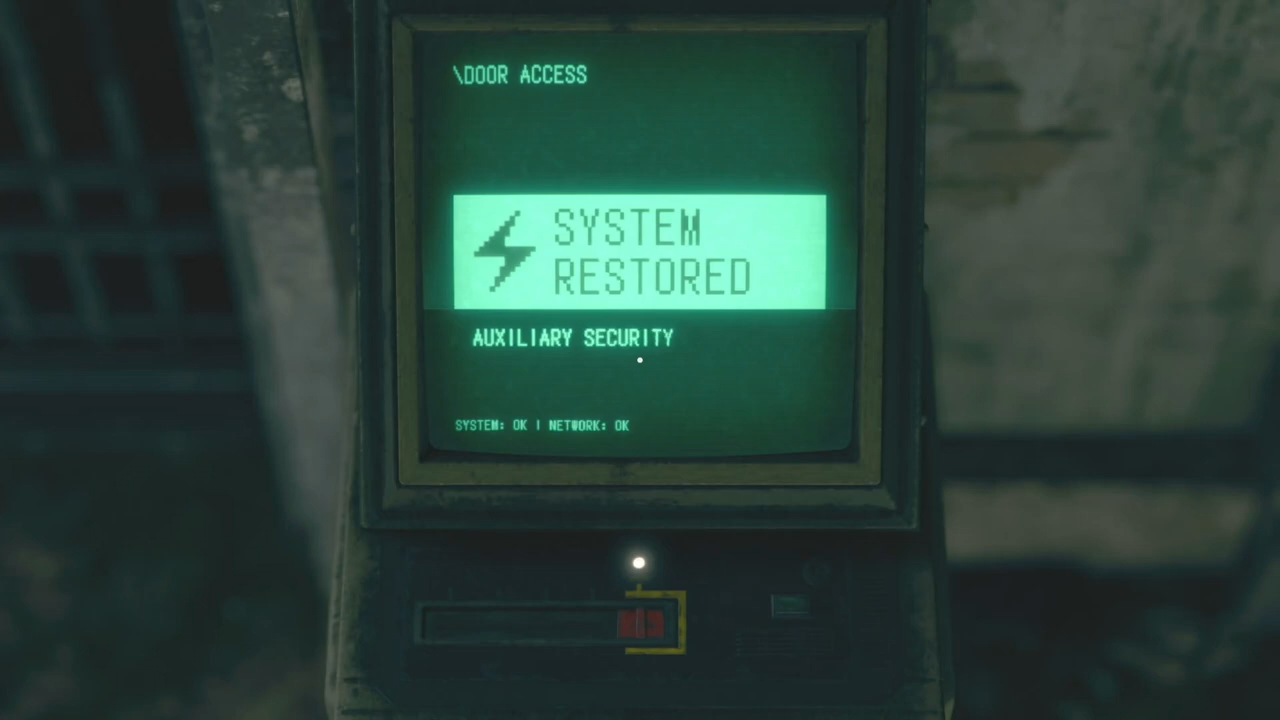 \DOOR ACCESS
SYSTEM
RESTORED
AUXILIARY SECURITY
SYSTEM: OK | NETWORK: OK